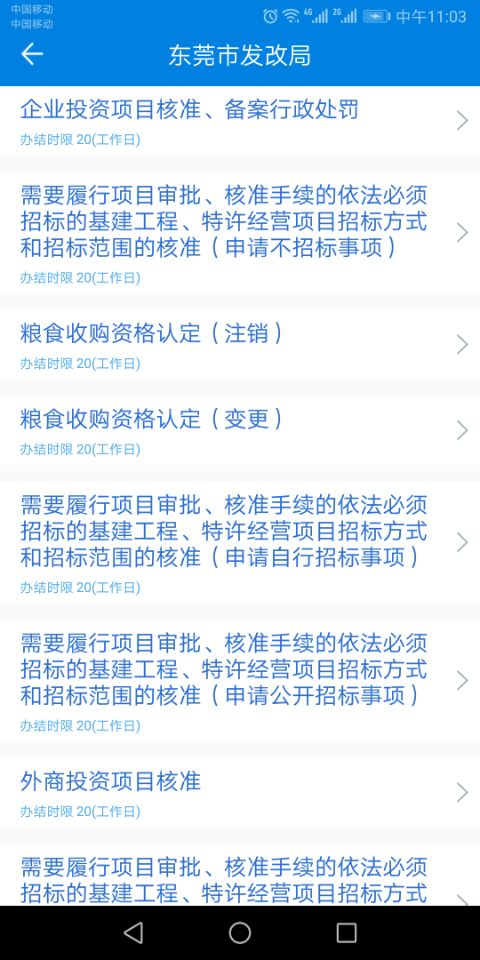 中国移动
中国移动
4G
2G
中午11:03
东莞市发改局
企业投资项目核准、备案行政处罚
办结时限 20(工作日)
需要履行项目审批、核准手续的依法必须
招标的基建工程、特许经营项目招标方式
和招标范围的核准（申请不招标事项）
办结时限 20(工作日)
粮食收购资格认定（注销）
办结时限 20(工作日)
粮食收购资格认定（变更）
办结时限 20(工作日)
需要履行项目审批、核准手续的依法必须
招标的基建工程、特许经营项目招标方式
和招标范围的核准（申请自行招标事项）
办结时限 20(工作日)
需要履行项目审批、核准手续的依法必须
招标的基建工程、特许经营项目招标方式
和招标范围的核准（申请公开招标事项）
办结时限 20(工作日)
外商投资项目核准
办结时限 20(工作日)
需要履行项目审批、核准手续的依法必须
招标的基建工程、特许经营项目招标方式